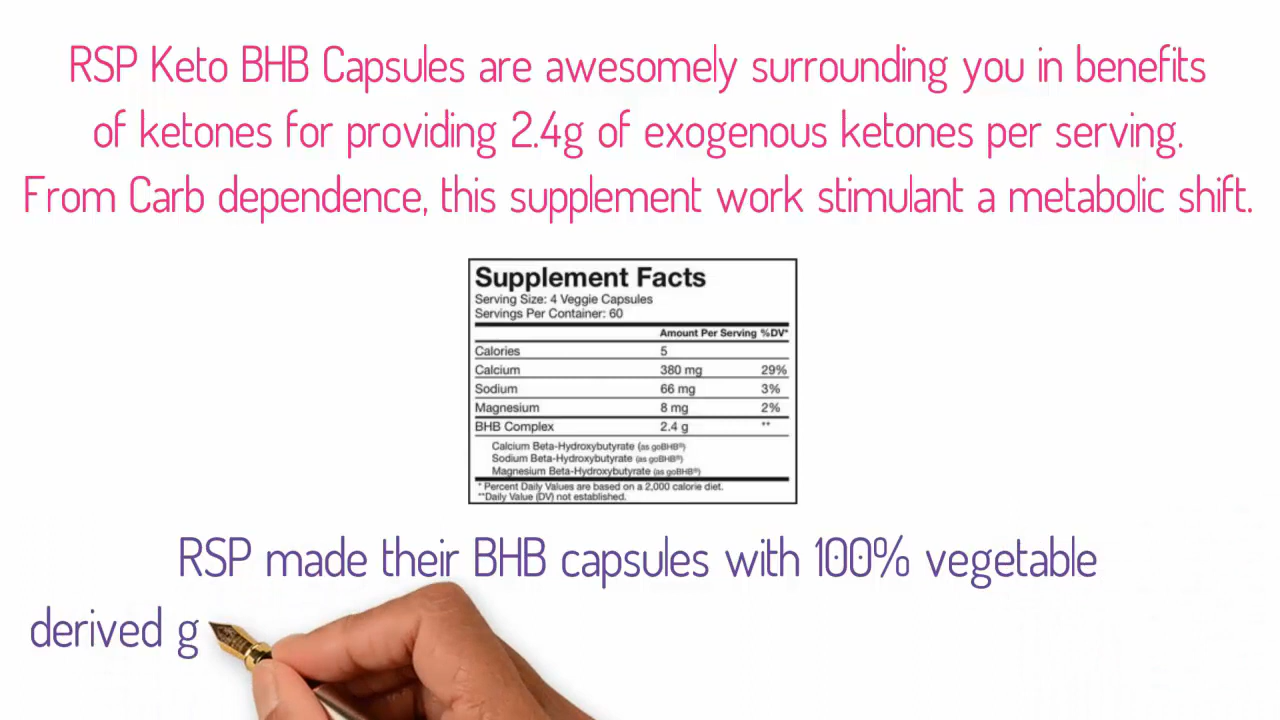 RSP Keto BHB Capsules are awesomely surrounding you in benefits
of ketones for providing 2.4g of exogenous ketones per serving.
From Carb dependence, this supplement work stimulant a metabolic shift.
Supplement Facts
Serving Size: 4 Veggie Capsules
Servings Per Container: 60
Amount Per Serving %DV*
Calories 5
Calcium 380 mg 29%
Sodium 66 mg 3%
Magnesium 8 mg 2%
BHB Complex 2.4 g **
Calcium Beta-Hydroxybutyrate (as goBHB®)
Sodium Beta-Hydroxybutyrate (as goBHB®)
Magnesium Beta-Hydroxybutyrate (as goBHB®)
* Percent Daily Values are based on a 2,000 calorie diet.
**Daily Value (DV) not established.
RSP made their BHB capsules with 100% vegetable
derived g